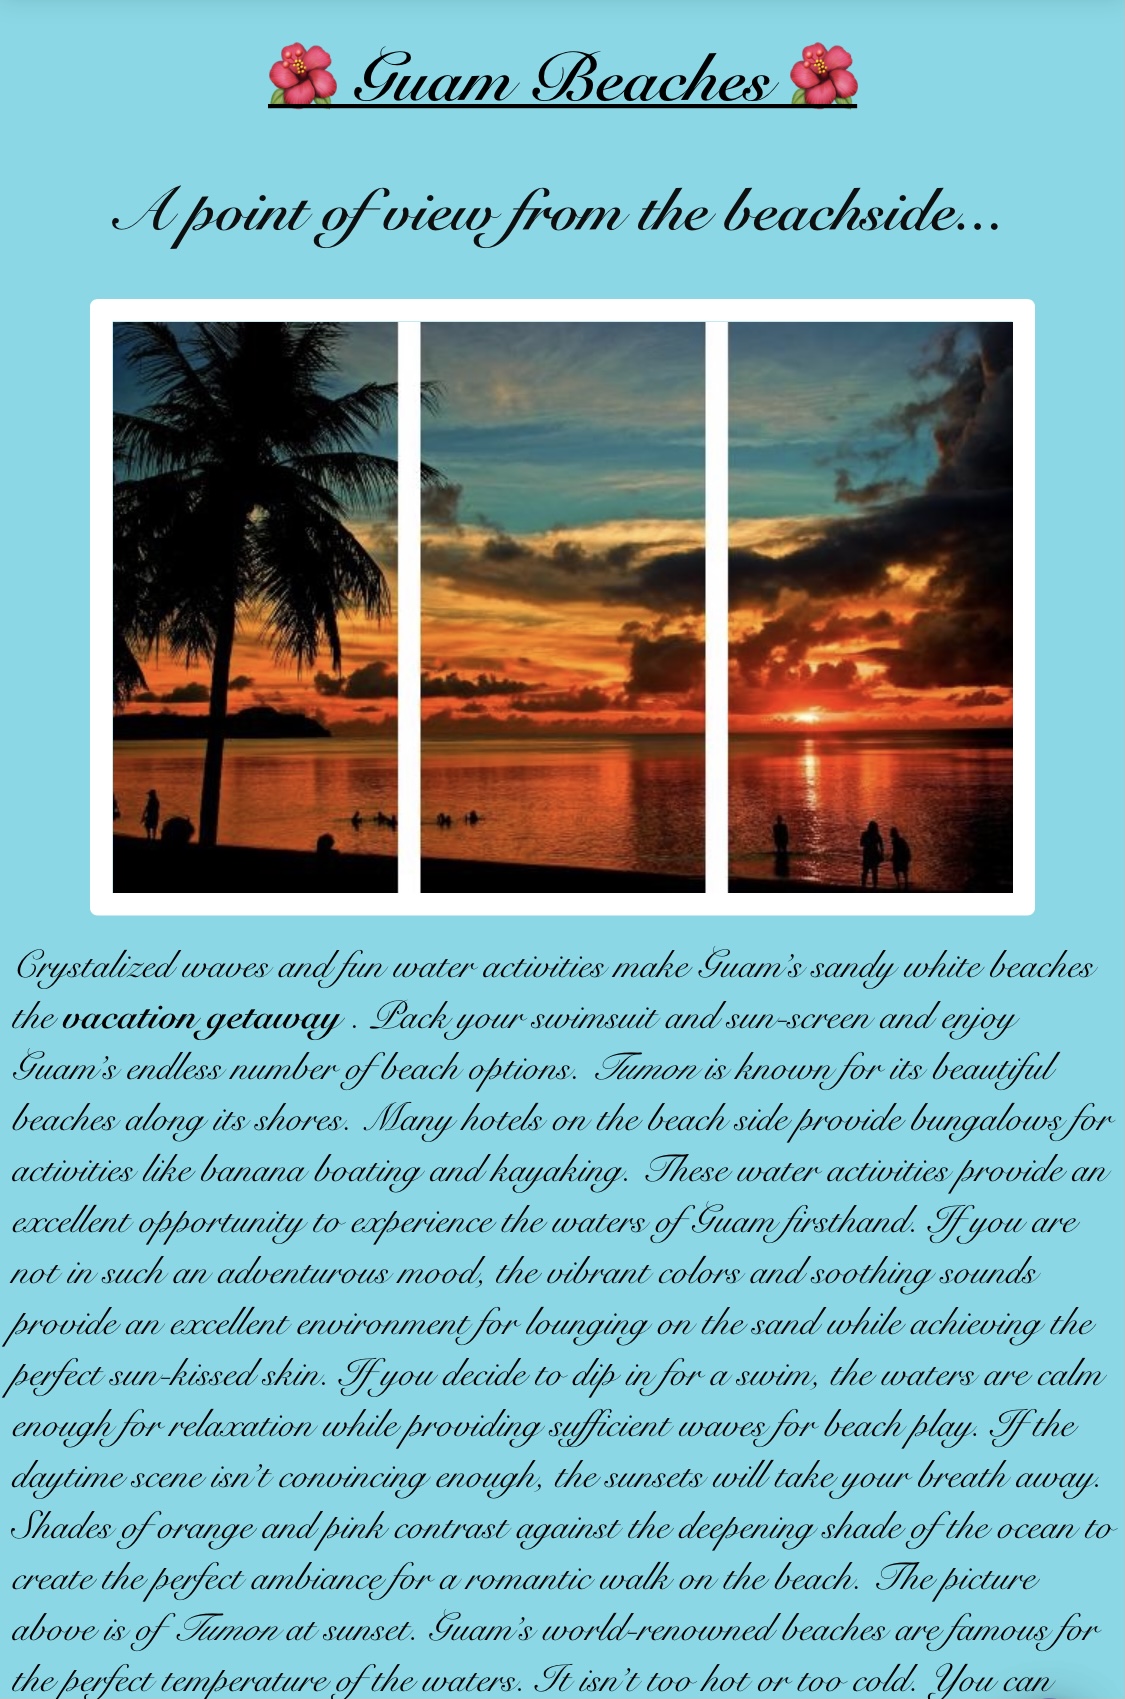 🌺 Guam Beaches 🌺
A point of view from the beachside...
Crystalized waves and fun water activities make Guam's sandy white beaches
the vacation getaway . Pack your swimsuit and sun-screen and enjoy
Guam's endless number of beach options. Tumon is known for its beautiful
beaches along its shores. Many hotels on the beach side provide bungalows for
activities like banana boating and kayaking. These water activities provide an
excellent opportunity to experience the waters of Guam firsthand. If you are
not in such an adventurous mood, the vibrant colors and soothing sounds
provide an excellent environment for lounging on the sand while achieving the
perfect sun-kissed skin. If you decide to dip in for a swim, the waters are calm
enough for relaxation while providing sufficient waves for beach play. If the
daytime scene isn't convincing enough, the sunsets will take your breath away.
Shades of orange and pink contrast against the deepening shade of the ocean to
create the perfect ambiance for a romantic walk on the beach. The picture
above is of Tumon at sunset. Guam's world-renowned beaches are famous for
the perfect temperature of the waters. It isn't too hot or too cold. You can